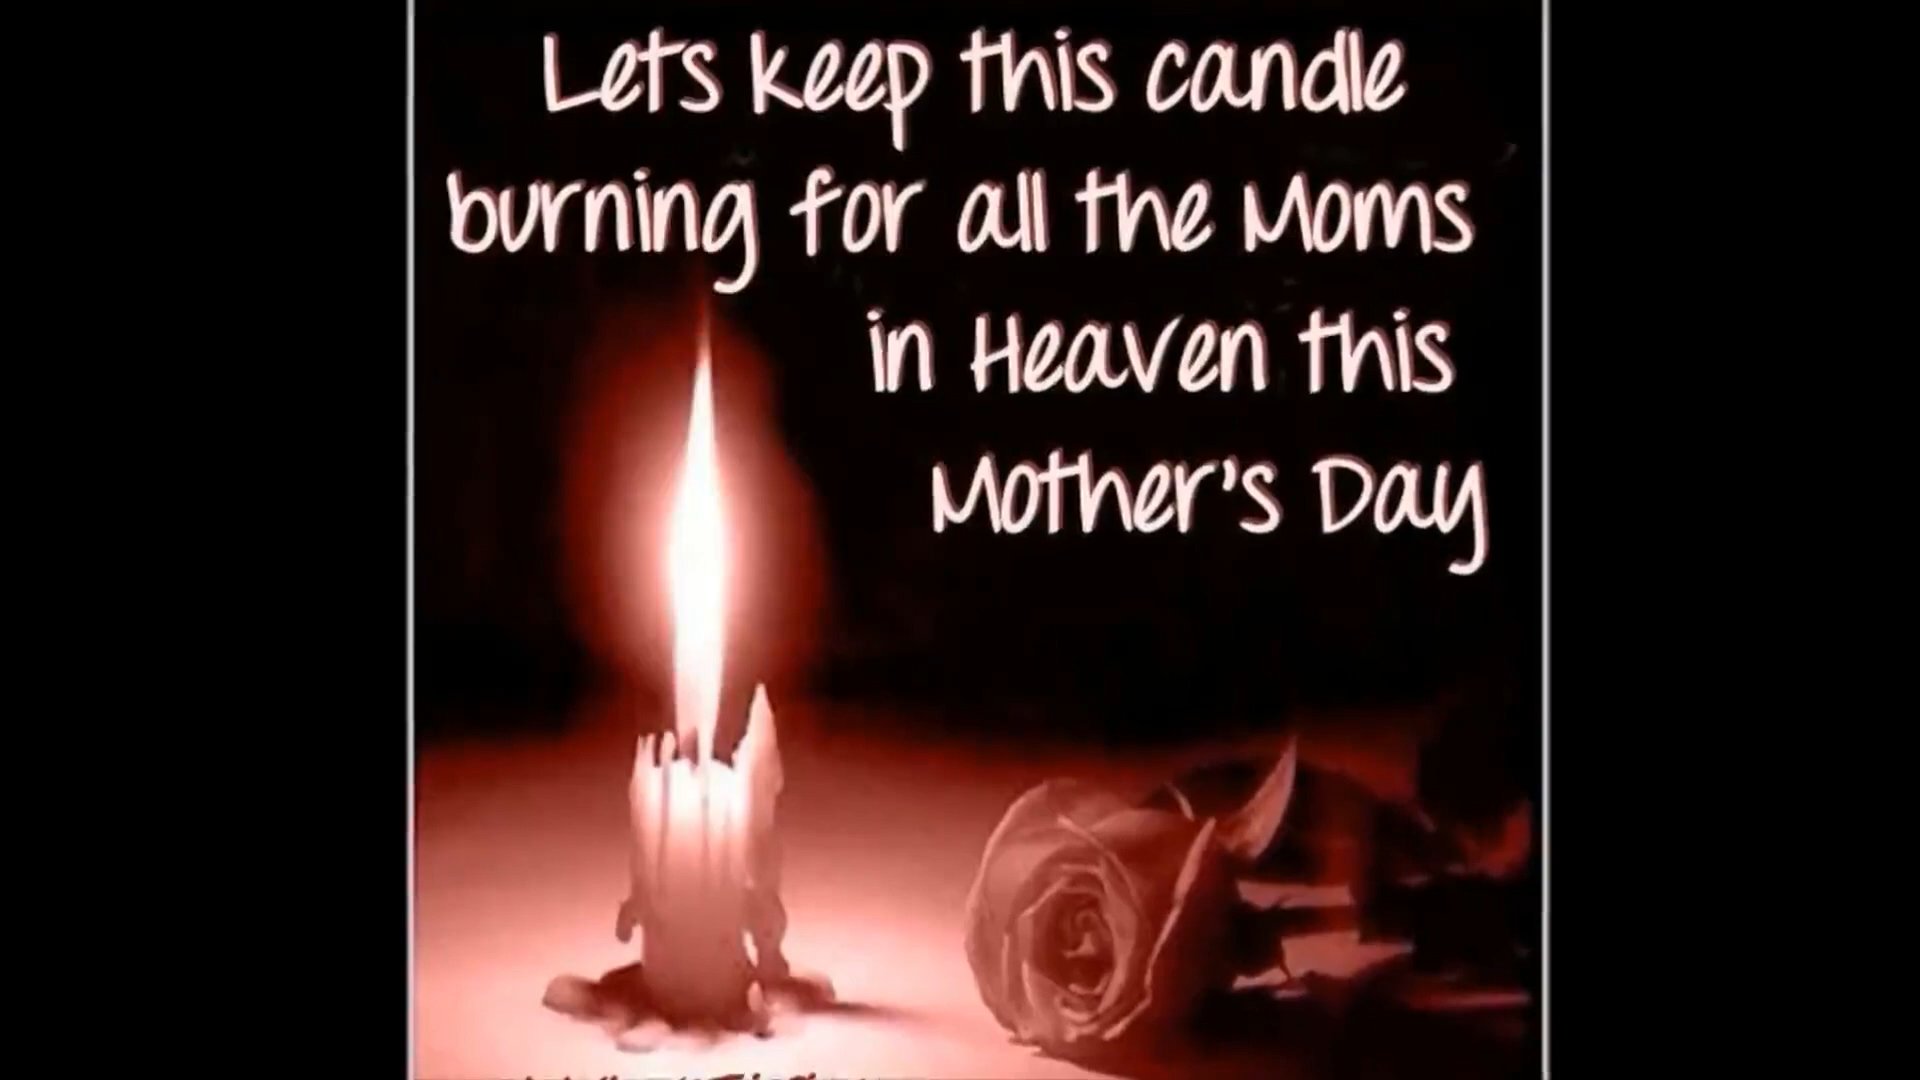 Lets keep this candle
burning for all the Moms
in Heaven this
Mother's Day